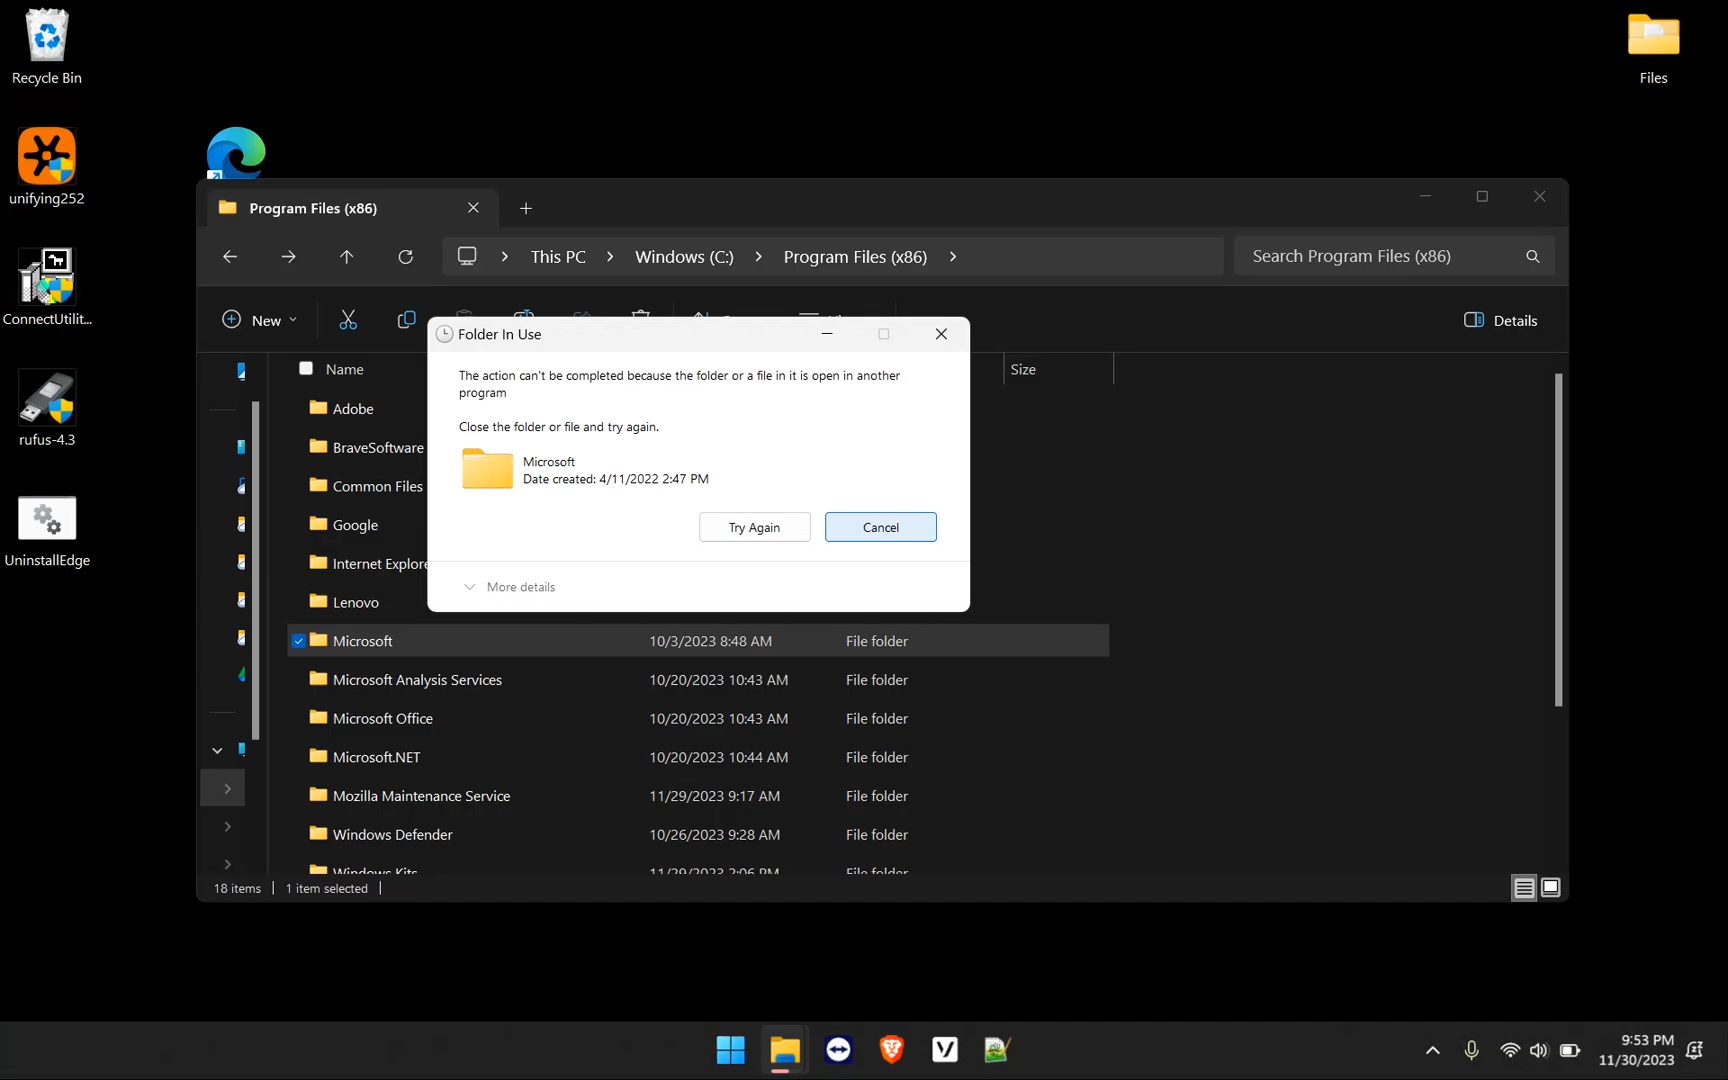 Recycle Bin
Files
unifying252
ConnectUtilit...
rufus-4.3
UninstallEdge
Program Files (x86)
This PC
Windows (C:)
Program Files (x86)
Search Program Files (x86)
New
Details
Folder In Use
The action can't be completed because the folder or a file in it is open in another
program
Close the folder or file and try again.
Microsoft
Date created: 4/11/2022 2:47 PM
Try Again
Cancel
More details
Name
Size
Adobe
BraveSoftware
Common Files
Google
Internet Explore
Lenovo
Microsoft 10/3/2023 8:48 AM File folder
Microsoft Analysis Services 10/20/2023 10:43 AM File folder
Microsoft Office 10/20/2023 10:43 AM File folder
Microsoft.NET 10/20/2023 10:44 AM File folder
Mozilla Maintenance Service 11/29/2023 9:17 AM File folder
Windows Defender 10/26/2023 9:28 AM File folder
Windows Kits 11/29/2023 2:06 PM File folder
18 items
1 item selected
9:53 PM
11/30/2023